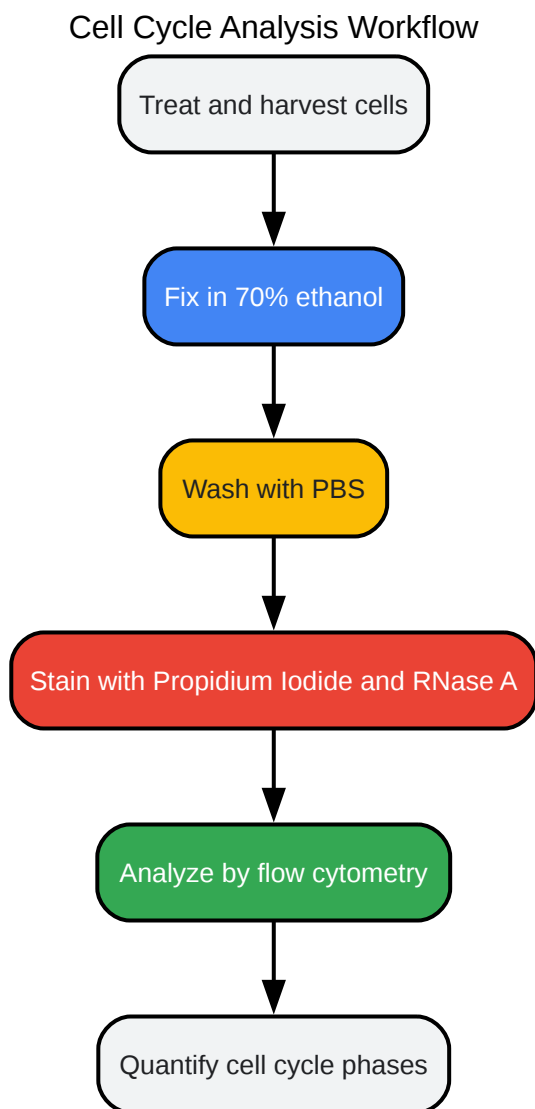 Cell Cycle Analysis Workflow
Treat and harvest cells
Fix in 70% ethanol
Wash with PBS
Stain with Propidium Iodide and RNase A
Analyze by flow cytometry
Quantify cell cycle phases